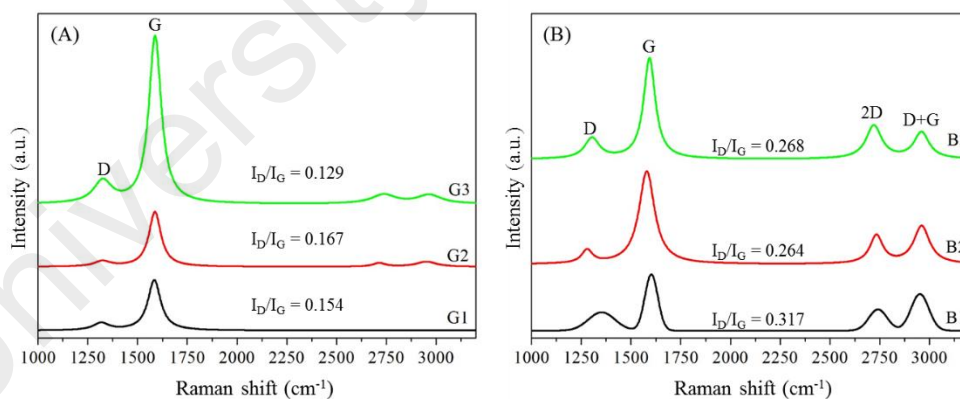 University
(A)
G
D
I_D/I_G = 0.129
G3
I_D/I_G = 0.167
G2
I_D/I_G = 0.154
G1
1000 1250 1500 1750 2000 2250 2500 2750 3000
Raman shift (cm⁻¹)
Intensity (a.u.)
(B)
G
D
2D
D+G
I_D/I_G = 0.268
B
I_D/I_G = 0.264
B2
I_D/I_G = 0.317
B
1000 1250 1500 1750 2000 2250 2500 2750 3000
Raman shift (cm⁻¹)
Intensity (a.u.)